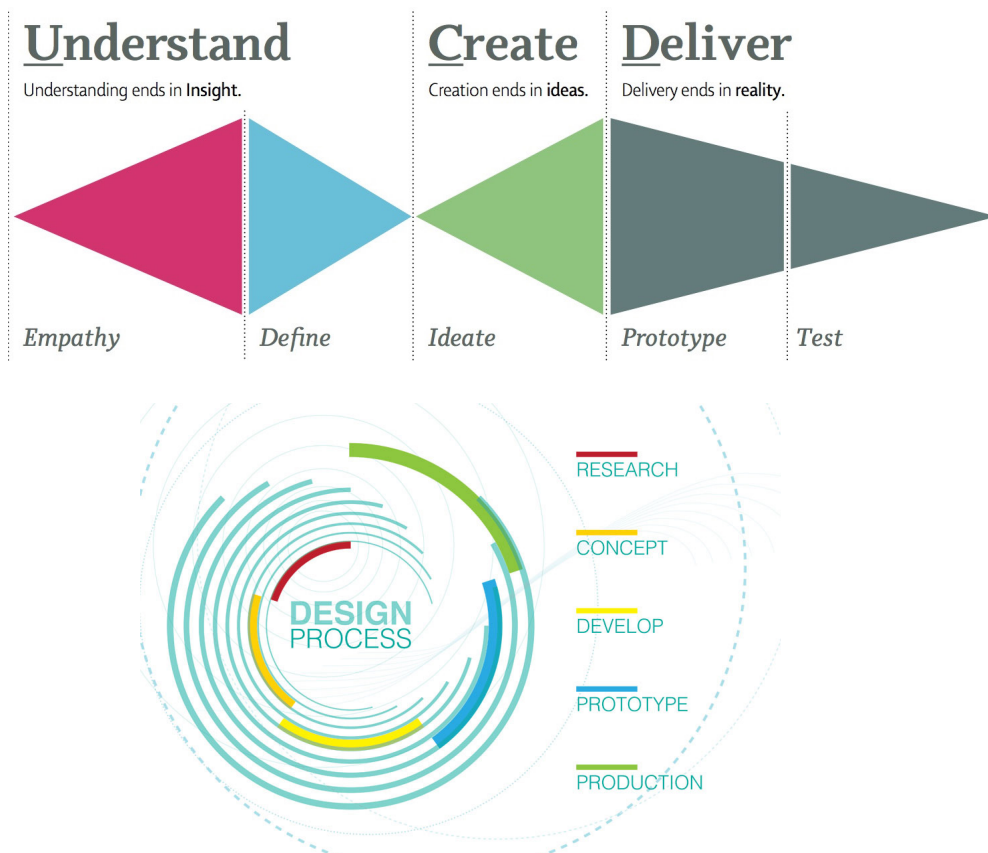 Understand
Understanding ends in Insight.
Create
Creation ends in ideas.
Deliver
Delivery ends in reality.
Empathy
Define
Ideate
Prototype
Test
DESIGN
PROCESS
RESEARCH
CONCEPT
DEVELOP
PROTOTYPE
PRODUCTION